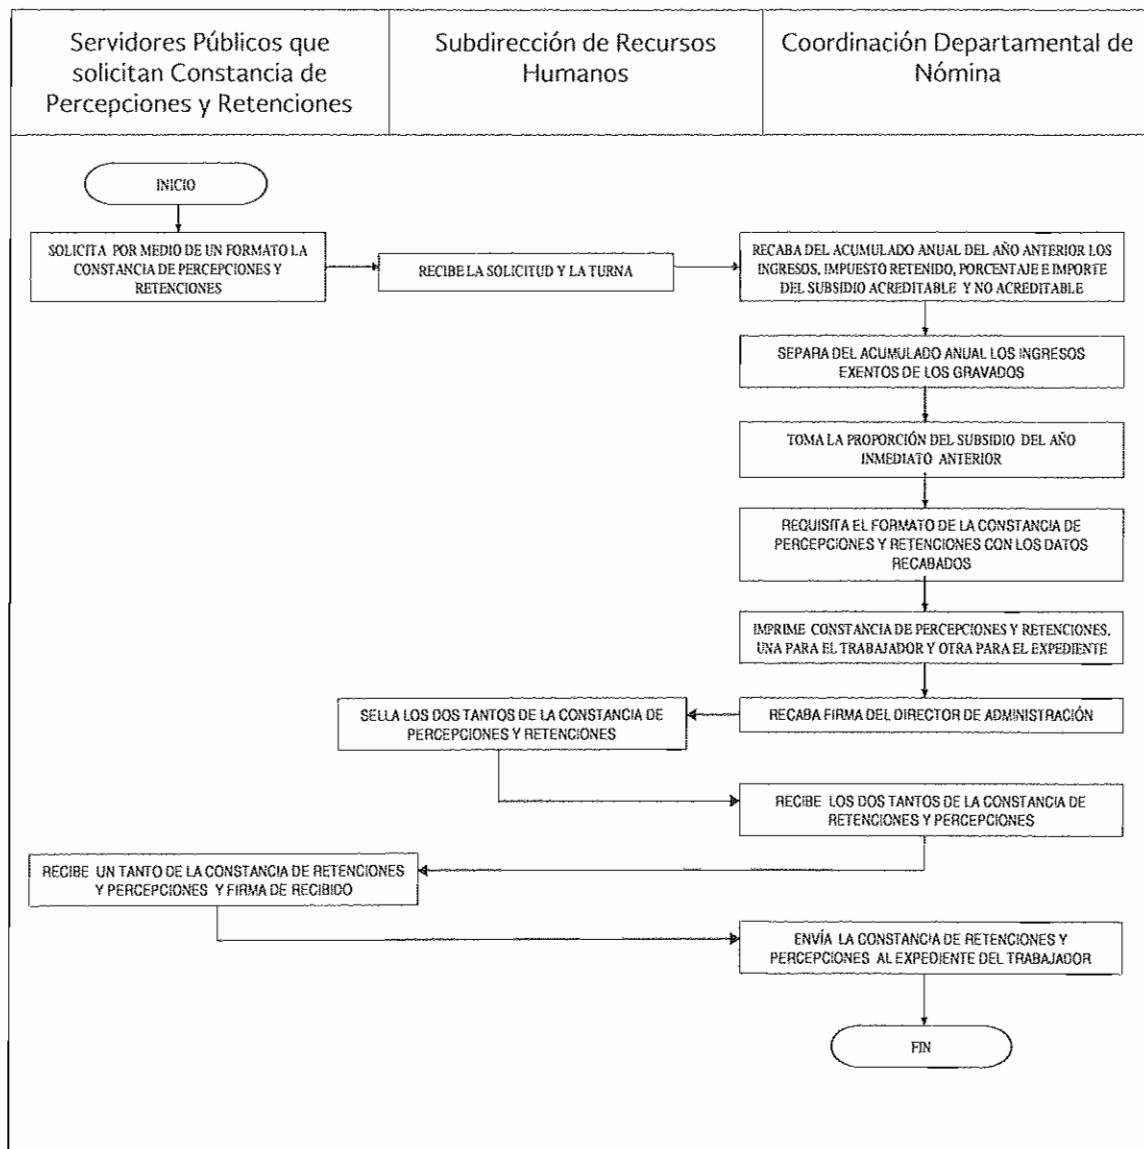 Servidores Públicos que
solicitan Constancia de
Percepciones y Retenciones
Subdirección de Recursos
Humanos
Coordinación Departamental de
Nómina
INICIO
SOLICITA POR MEDIO DE UN FORMATO LA
CONSTANCIA DE PERCEPCIONES Y
RETENCIONES
RECIBE LA SOLICITUD Y LA TURNA
RECABA DEL ACUMULADO ANUAL DEL AÑO ANTERIOR LOS
INGRESOS, IMPUESTO RETENIDO, PORCENTAJE E IMPORTE
DEL SUBSIDIO ACREDITABLE Y NO ACREDITABLE
SEPARA DEL ACUMULADO ANUAL LOS INGRESOS
EXENTOS DE LOS GRAVADOS
TOMA LA PROPORCIÓN DEL SUBSIDIO DEL AÑO
INMEDIATO ANTERIOR
REQUISITA EL FORMATO DE LA CONSTANCIA DE
PERCEPCIONES Y RETENCIONES CON LOS DATOS
RECABADOS
IMPRIME CONSTANCIA DE PERCEPCIONES Y RETENCIONES,
UNA PARA EL TRABAJADOR Y OTRA PARA EL EXPEDIENTE
RECABA FIRMA DEL DIRECTOR DE ADMINISTRACIÓN
SELLA LOS DOS TANTOS DE LA CONSTANCIA DE
PERCEPCIONES Y RETENCIONES
RECIBE LOS DOS TANTOS DE LA CONSTANCIA DE
RETENCIONES Y PERCEPCIONES
RECIBE UN TANTO DE LA CONSTANCIA DE RETENCIONES
Y PERCEPCIONES Y FIRMA DE RECIBIDO
ENVÍA LA CONSTANCIA DE RETENCIONES Y
PERCEPCIONES AL EXPEDIENTE DEL TRABAJADOR
FIN